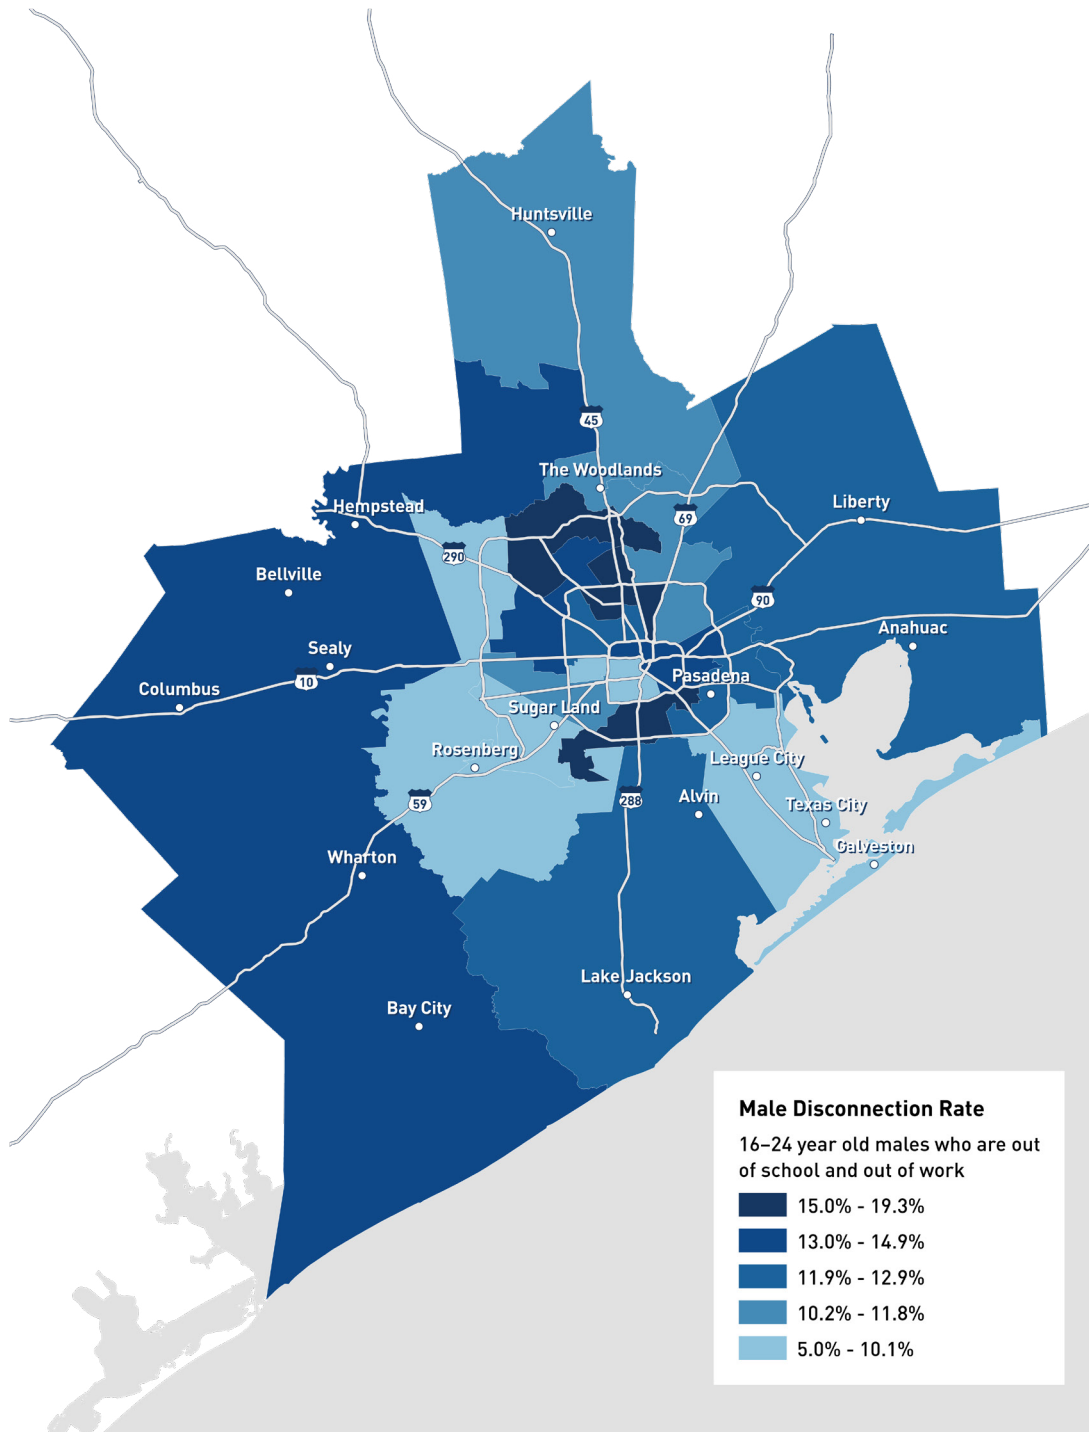 Huntsville
45
The Woodlands
69
Hempstead
Liberty
290
Bellville
90
Anahuac
Sealy
10
Columbus
Pasadena
Sugar Land
Rosenberg
League City
59
288
Alvin
Texas City
Galveston
Wharton
Lake Jackson
Bay City
Male Disconnection Rate
16–24 year old males who are out
of school and out of work
15.0% - 19.3%
13.0% - 14.9%
11.9% - 12.9%
10.2% - 11.8%
5.0% - 10.1%